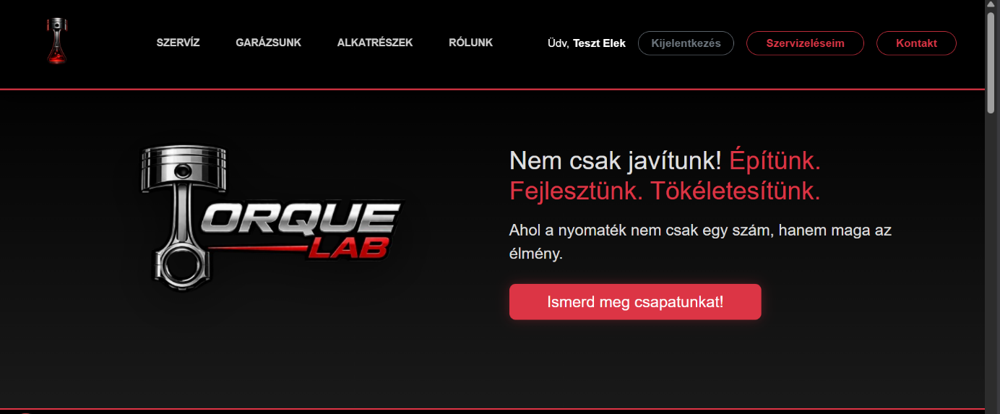 SZERVÍZ GARÁZSUNK ALKATRÉSZEK RÓLUNK Üdv, Teszt Elek Kijelentkezés Szervizeléseim Kontakt
TORQUE
LAB
Nem csak javítunk! Építünk.
Fejlesztünk. Tökéletesítünk.
Ahol a nyomaték nem csak egy szám, hanem maga az
élmény.
Ismerd meg csapatunkat!